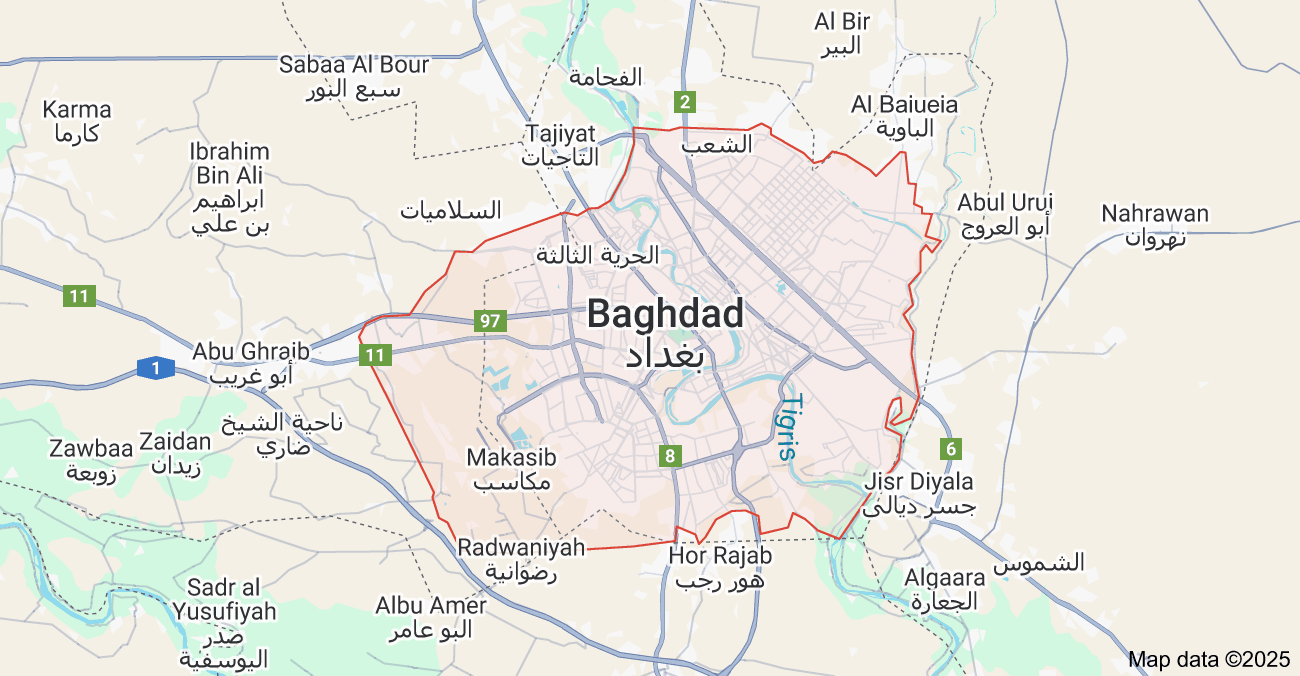 Al Bir
البير
Sabaa Al Bour
سبع البور
الفحامة
2
Karma
كارما
Al Baiueia
الباوية
Tajiyat
التاجيات
الشعب
Ibrahim
Bin Ali
ابراهيم
بن علي
السلاميات
Abul Urui
أبو العروج
Nahrawan
نهروان
الحرية الثالثة
11
97
Baghdad
بغداد
11
1
Abu Ghraib
أبو غريب
Tigris
ناحية الشيخ
ضاري
Zawbaa
زوبعة
Zaidan
زيدان
Makasib
مكاسب
8
6
Jisr Diyala
جسر ديالى
Radwaniyah
رضوانية
Hor Rajab
هور رجب
الشموس
Algaara
الجعارة
Sadr al
Yusufiyah
صدر
اليوسفية
Albu Amer
البو عامر
Map data ©2025